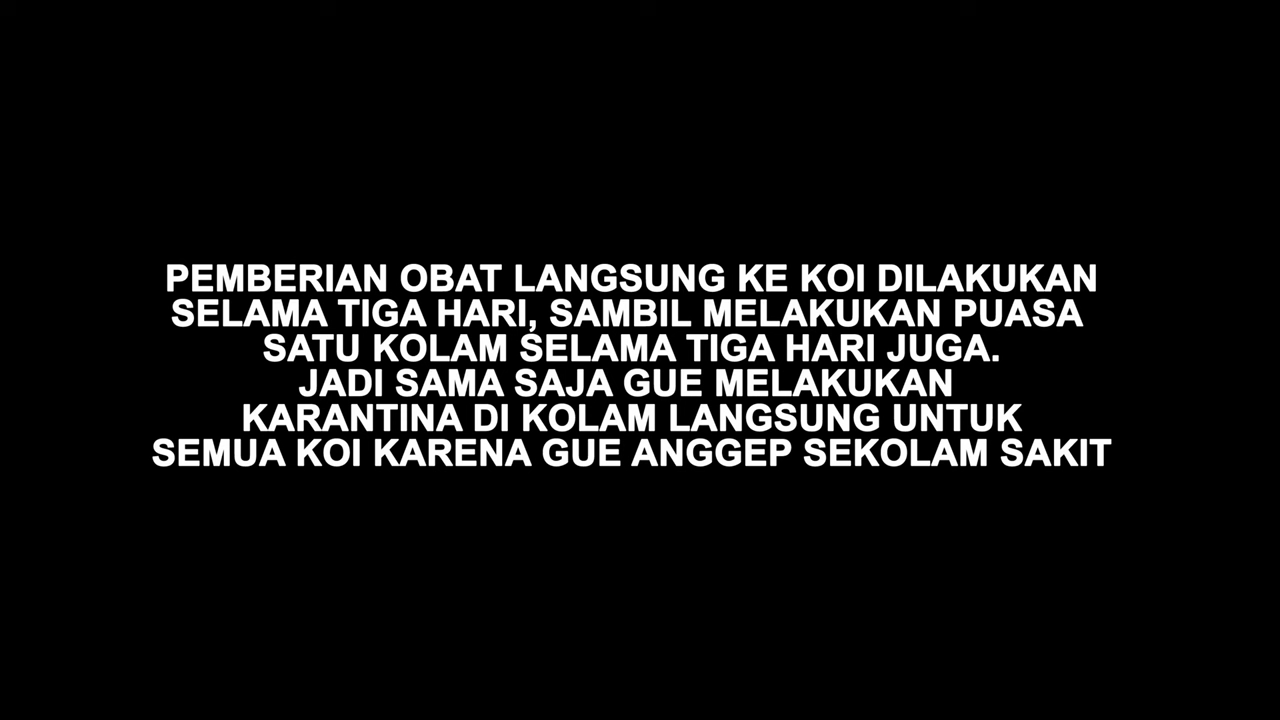 PEMBERIAN OBAT LANGSUNG KE KOI DILAKUKAN
SELAMA TIGA HARI, SAMBIL MELAKUKAN PUASA
SATU KOLAM SELAMA TIGA HARI JUGA.
JADI SAMA SAJA GUE MELAKUKAN
KARANTINA DI KOLAM LANGSUNG UNTUK
SEMUA KOI KARENA GUE ANGGEP SEKOLAM SAKIT